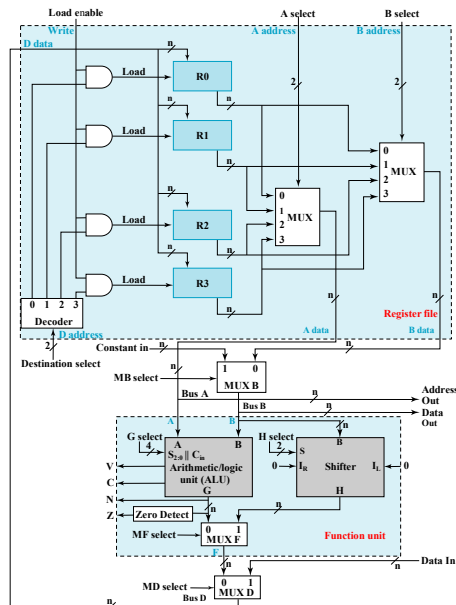 Load enable
A select
B select
Write
D data
n
A address
B address
Load
R0
n
2
2
n
n
n
Load
R1
0
1
2
3
MUX
n
n
0
1
2
3
MUX
Load
R2
n
n
Load
R3
n
0 1 2 3
Decoder
D address
n
n
Register file
A data
B data
2
Destination select
Constant in
n
n
n
1 0
MUX B
MB select
Bus A
n
Address
Out
Bus B
n
Data
Out
A
B
n
G select
4
A
B
S2:0 || Cin
Arithmetic/logic
unit (ALU)
G
H select
2
B
S
0
IR
IL
0
Shifter
H
V
C
N
Z
Zero Detect
n
n
MF select
0 1
MUX F
Function unit
F
n
n
Data In
MD select
0 1
MUX D
n
Bus D